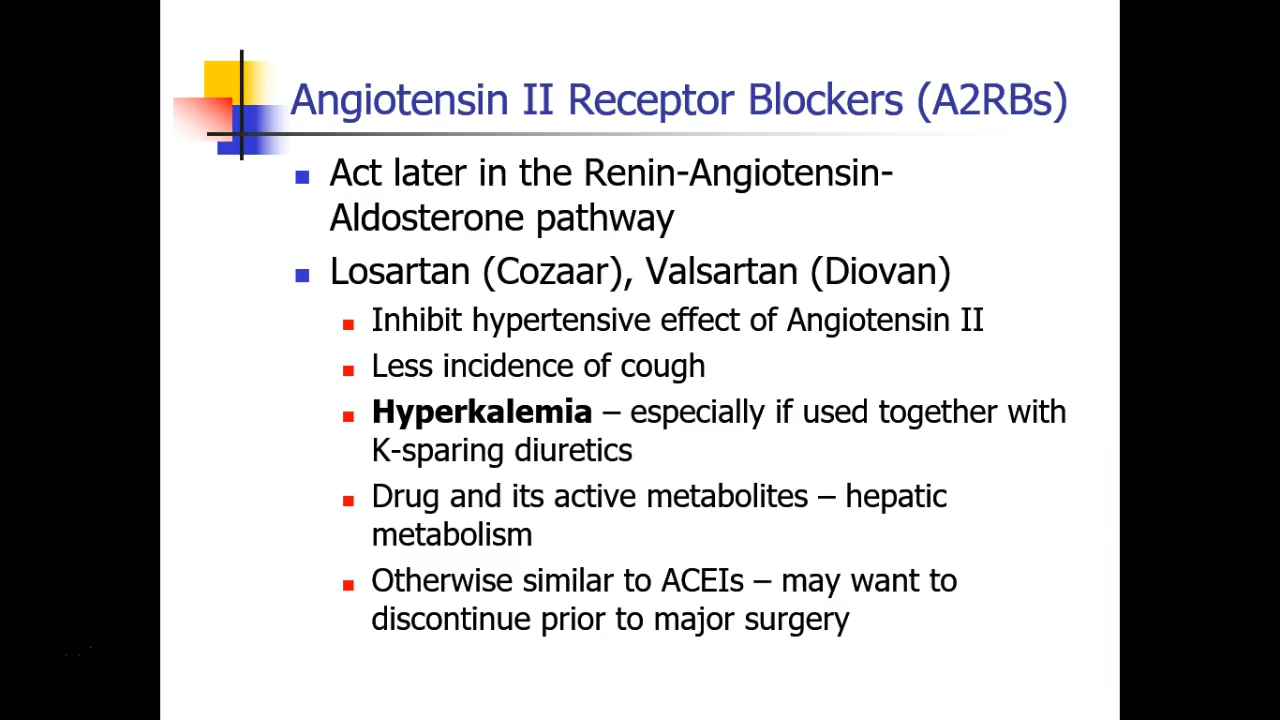 Angiotensin II Receptor Blockers (A2RBs)
Act later in the Renin-Angiotensin-
Aldosterone pathway
Losartan (Cozaar), Valsartan (Diovan)
Inhibit hypertensive effect of Angiotensin II
Less incidence of cough
Hyperkalemia – especially if used together with
K-sparing diuretics
Drug and its active metabolites – hepatic
metabolism
Otherwise similar to ACEIs – may want to
discontinue prior to major surgery